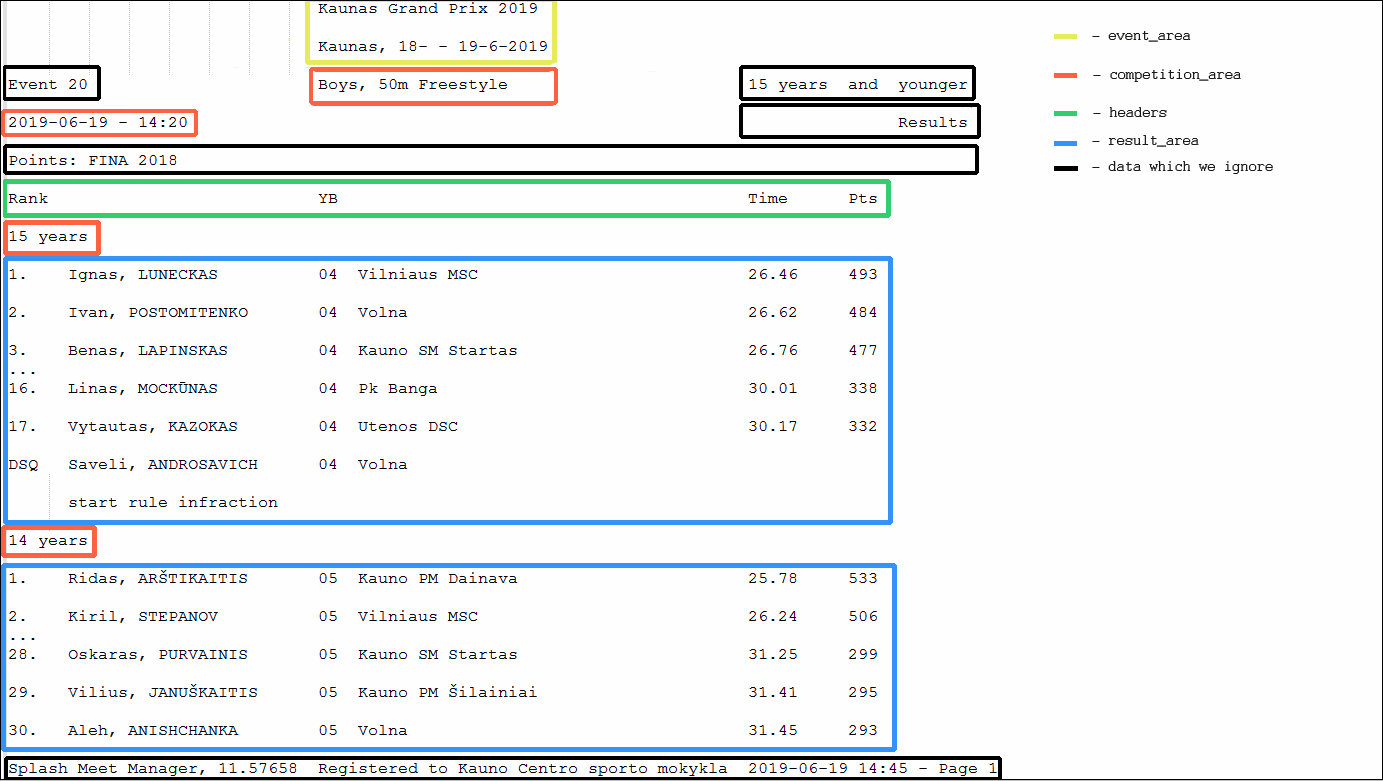 Kaunas Grand Prix 2019
Kaunas, 18- - 19-6-2019
Event 20 Boys, 50m Freestyle 15 years and younger
2019-06-19 - 14:20 Results
Points: FINA 2018
Rank YB Time Pts
15 years
1. Ignas, LUNECKAS 04 Vilniaus MSC 26.46 493
2. Ivan, POSTOMITENKO 04 Volna 26.62 484
3. Benas, LAPINSKAS 04 Kauno SM Startas 26.76 477
...
16. Linas, MOCKŪNAS 04 Pk Banga 30.01 338
17. Vytautas, KAZOKAS 04 Utenos DSC 30.17 332
DSQ Saveli, ANDROSAVICH 04 Volna
start rule infraction
14 years
1. Ridas, ARŠTIKAITIS 05 Kauno PM Dainava 25.78 533
2. Kiril, STEPANOV 05 Vilniaus MSC 26.24 506
...
28. Oskaras, PURVAINIS 05 Kauno SM Startas 31.25 299
29. Vilius, JANUŠKAITIS 05 Kauno PM Šilainiai 31.41 295
30. Aleh, ANISHCHANKA 05 Volna 31.45 293
Splash Meet Manager, 11.57658 Registered to Kauno Centro sporto mokykla 2019-06-19 14:45 - Page 1
- event_area
- competition_area
- headers
- result_area
- data which we ignore